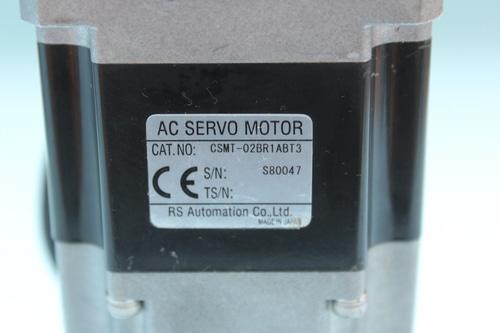 AC SERVO MOTOR
CAT.NO: CSMT-02BR1ABT3
CE S/N: S80047
TS/N:
RS Automation Co.,Ltd.
MADE IN JAPAN